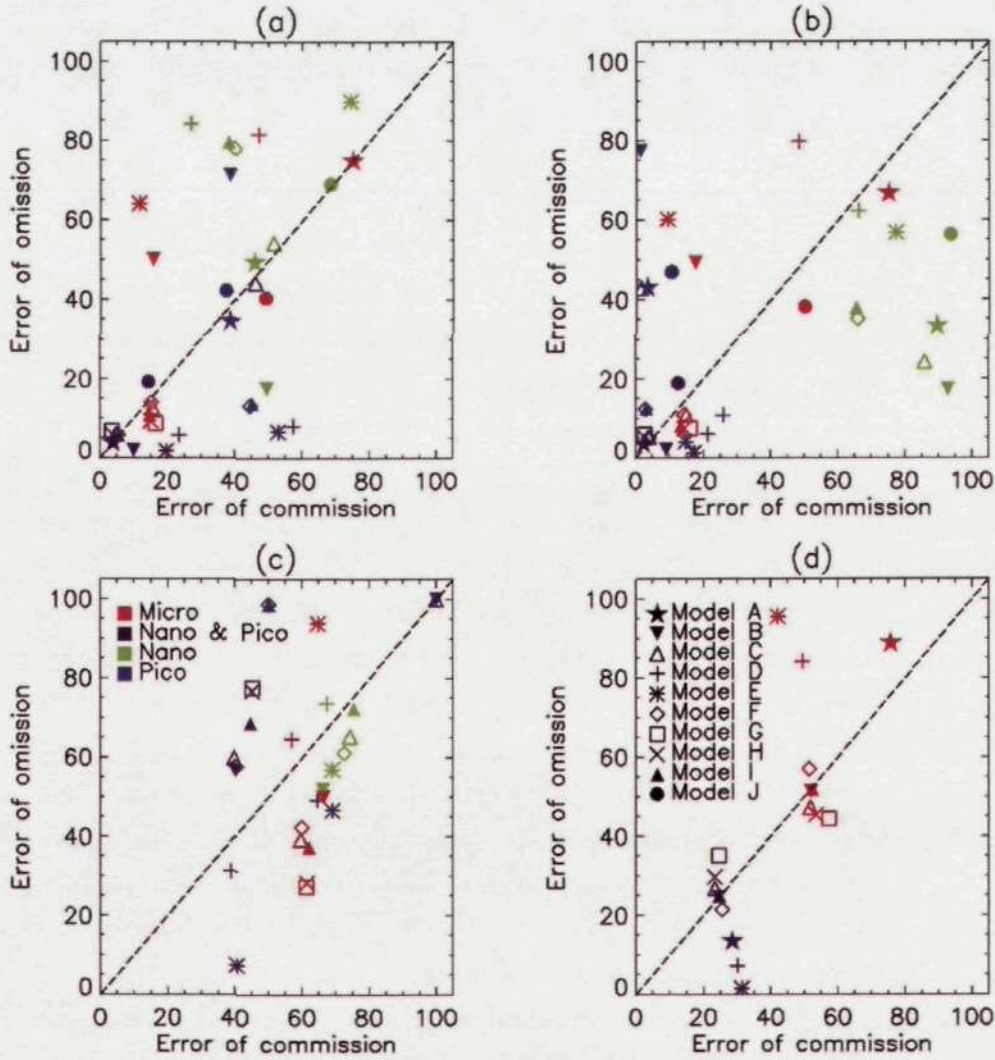 (a)
100
80
60
40
20
0
Error of omission
0 20 40 60 80 100
Error of commission
(b)
100
80
60
40
20
0
Error of omission
0 20 40 60 80 100
Error of commission
(c)
100
80
60
40
20
0
Error of omission
Micro
Nano & Pico
Nano
Pico
0 20 40 60 80 100
Error of commission
(d)
100
80
60
40
20
0
Error of omission
Model A
Model B
Model C
Model D
Model E
Model F
Model G
Model H
Model I
Model J
0 20 40 60 80 100
Error of commission